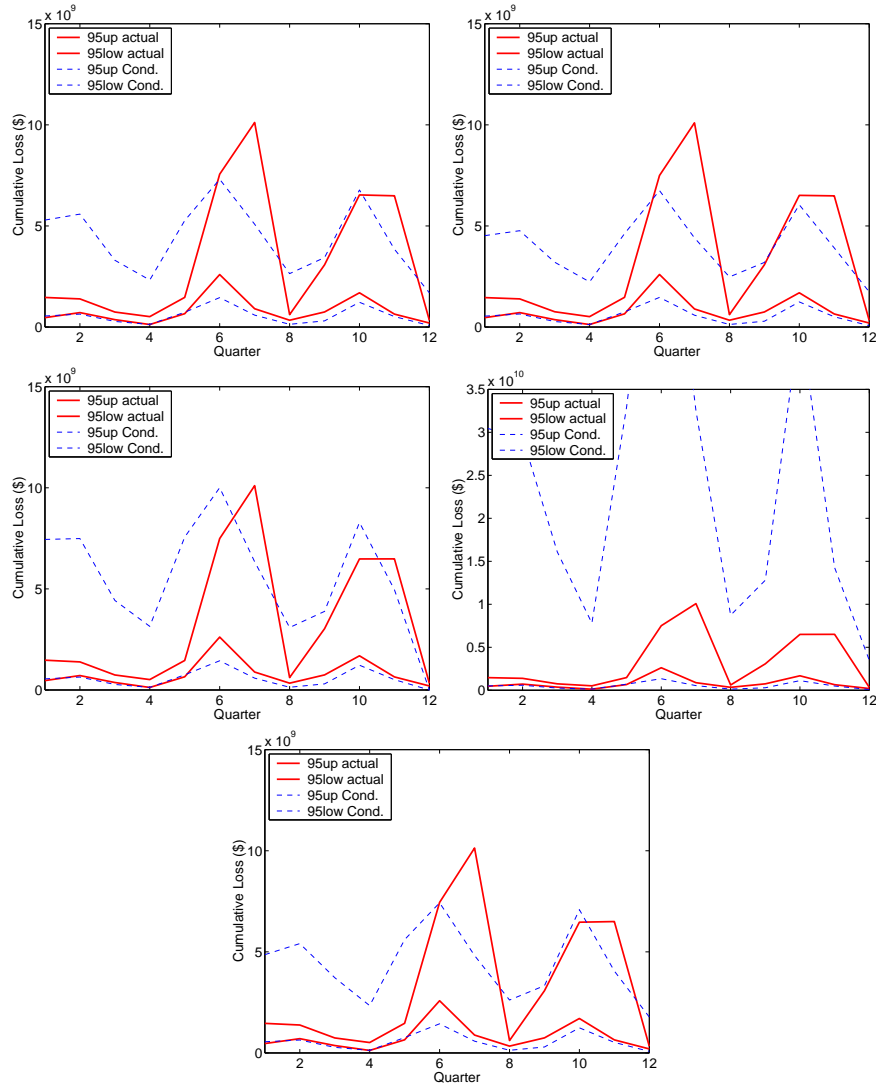 x 10^9
15
10
5
0
2
4
6
8
10
12
Quarter
Cumulative Loss ($)
95up actual
95low actual
95up Cond.
95low Cond.
x 10^9
15
10
5
0
2
4
6
8
10
12
Quarter
Cumulative Loss ($)
95up actual
95low actual
95up Cond.
95low Cond.
x 10^9
15
10
5
0
2
4
6
8
10
12
Quarter
Cumulative Loss ($)
95up actual
95low actual
95up Cond.
95low Cond.
3.5 x 10^10
3
2.5
2
1.5
1
0.5
0
2
4
6
8
10
12
Quarter
Cumulative Loss ($)
95up actual
95low actual
95up Cond.
95low Cond.
x 10^9
15
10
5
0
2
4
6
8
10
12
Quarter
Cumulative Loss ($)
95up actual
95low actual
95up Cond.
95low Cond.